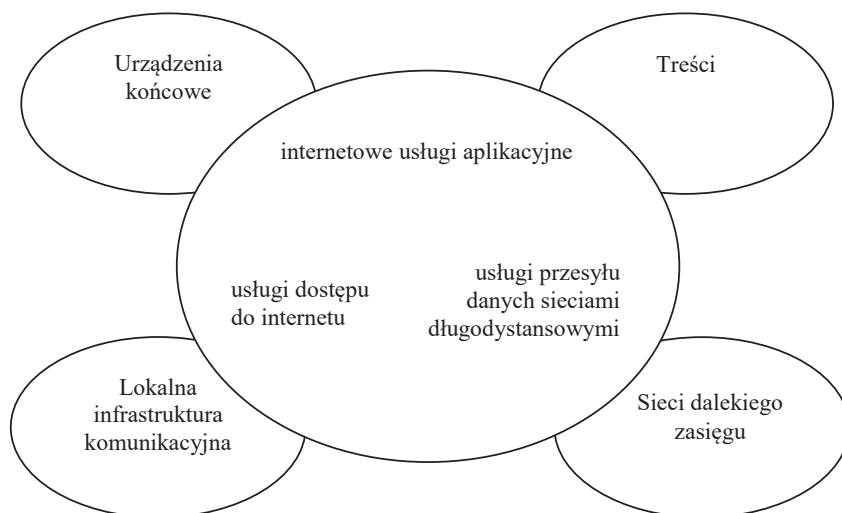 Urządzenia
końcowe
Treści
internetowe usługi aplikacyjne
usługi dostępu
do internetu
usługi przesyłu
danych sieciami
długodystansowymi
Lokalna
infrastruktura
komunikacyjna
Sieci dalekiego
zasięgu